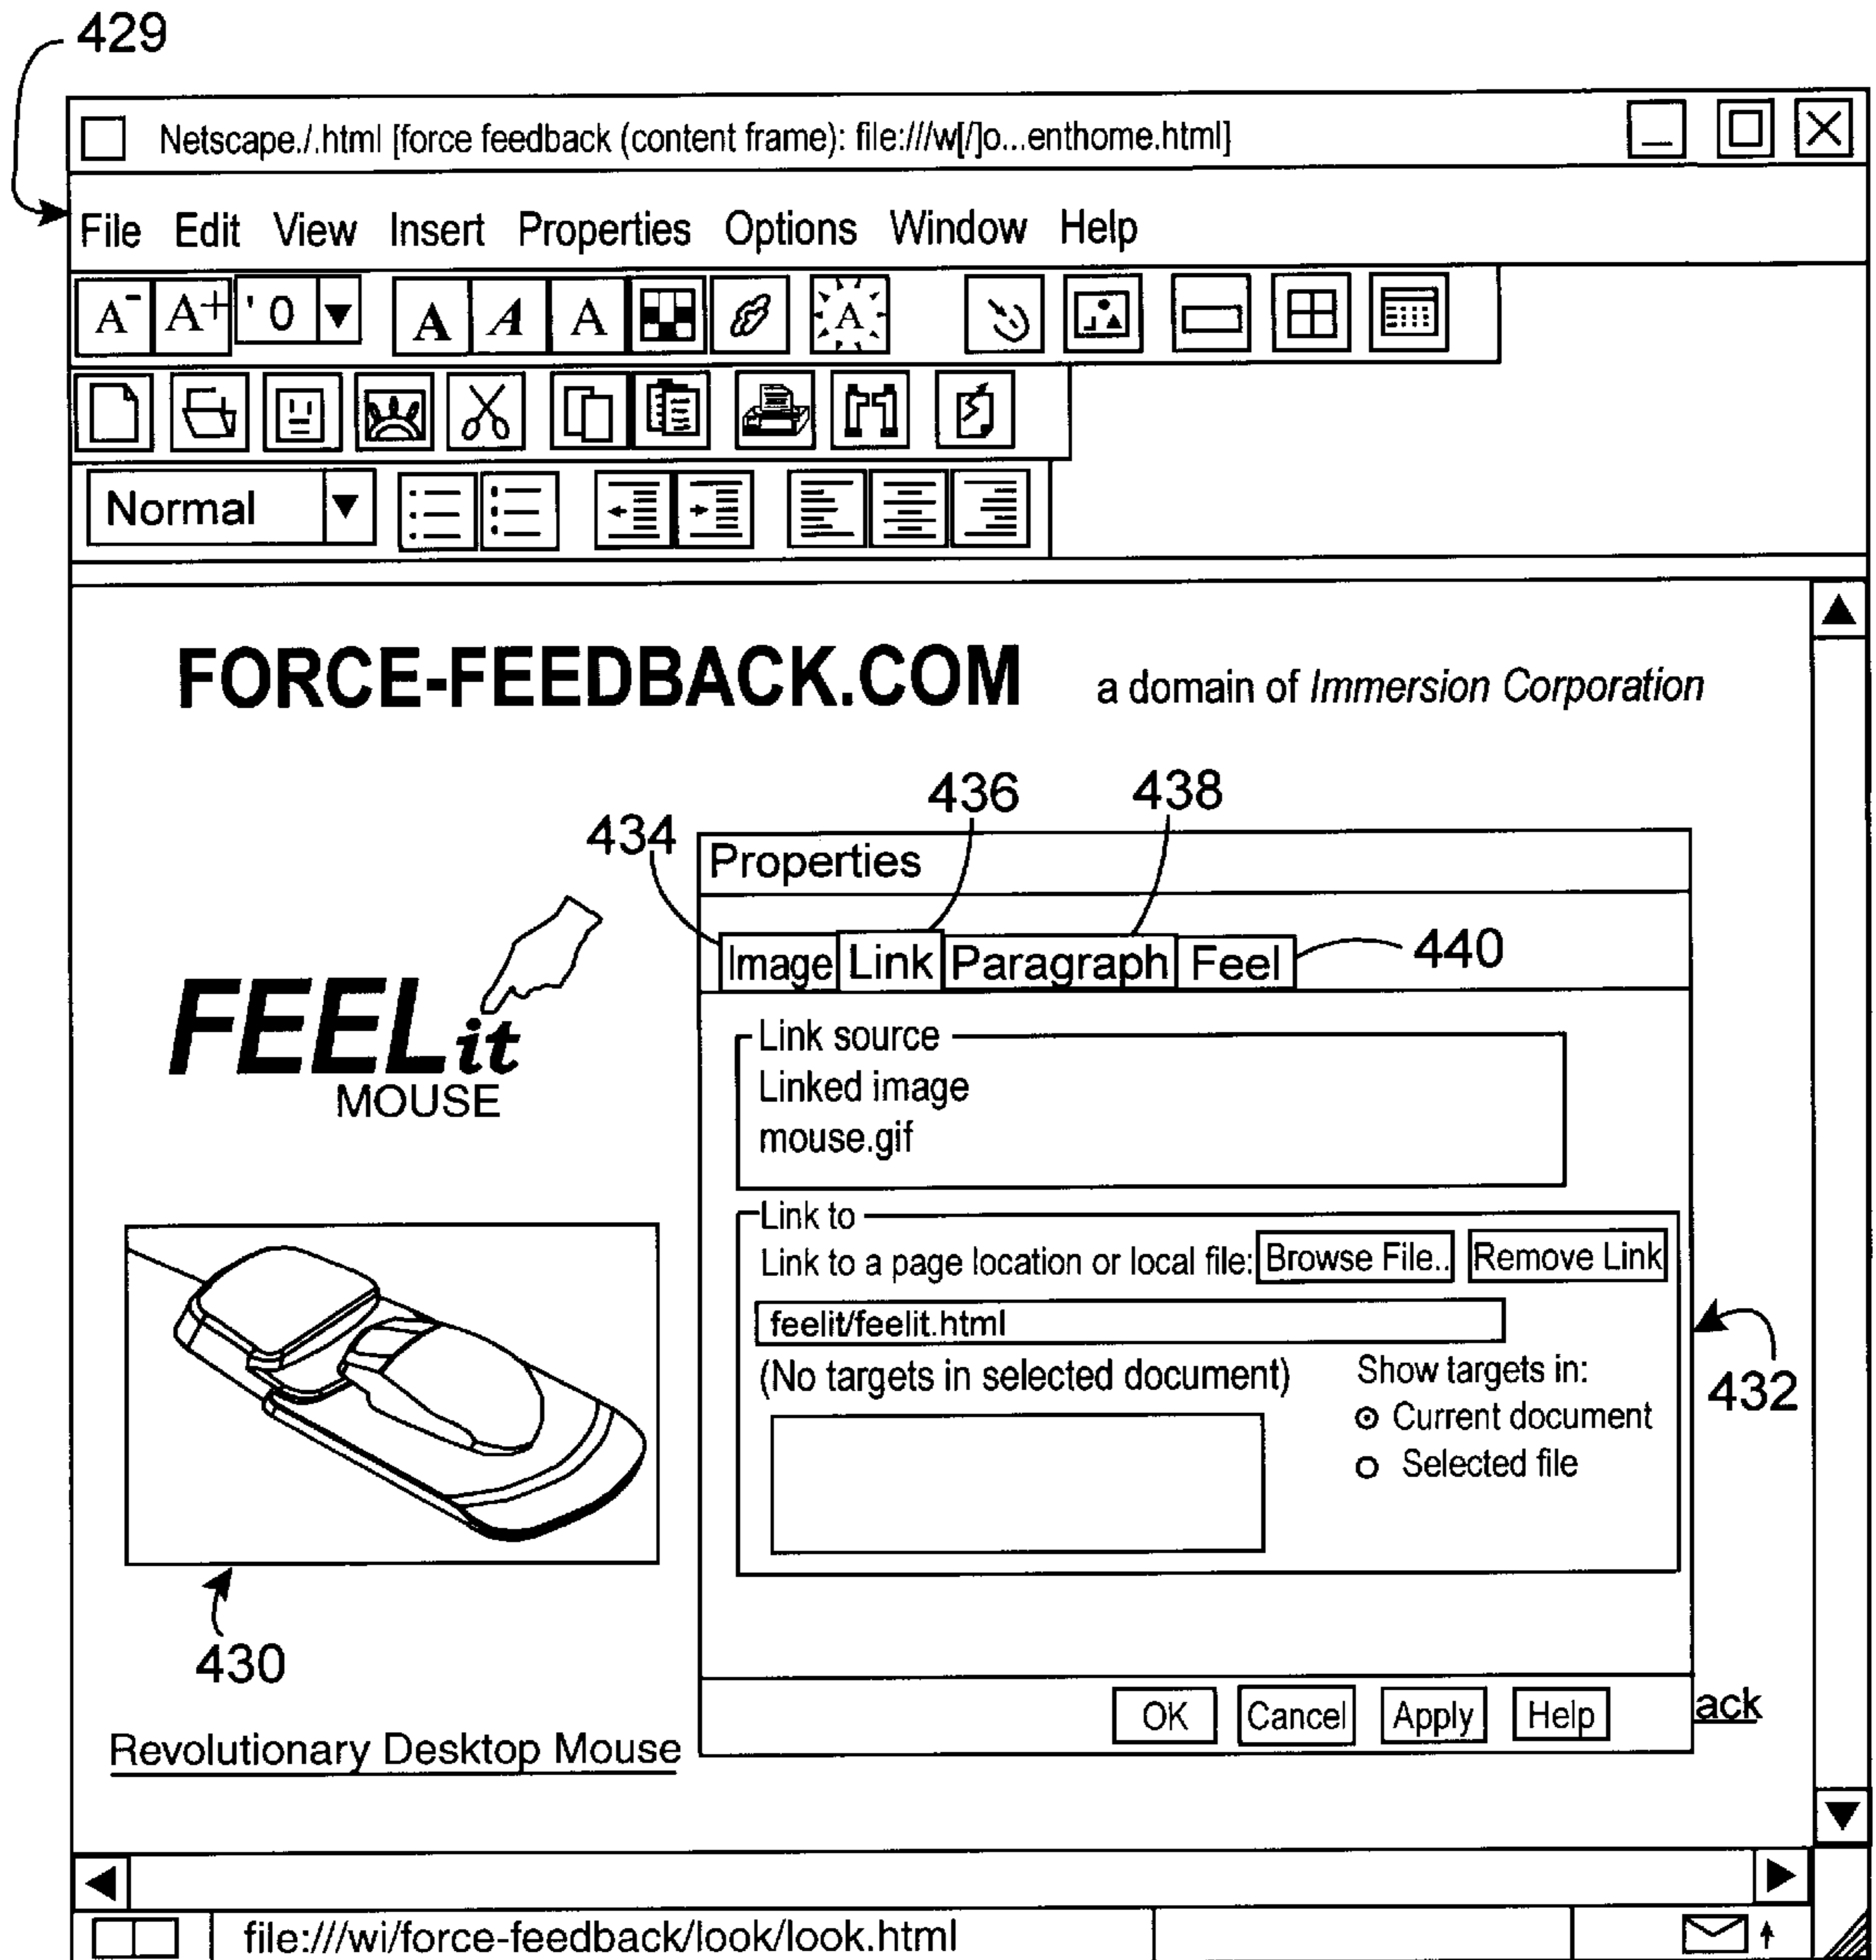 429
Netscape./.html [force feedback (content frame): file:///w[/]o...enthome.html]
File Edit View Insert Properties Options Window Help
A- A+ ' 0 A A A A
Normal
FORCE-FEEDBACK.COM a domain of Immersion Corporation
434 436 438
Properties
Image Link Paragraph Feel 440
FEELit
MOUSE
Link source
Linked image
mouse.gif
Link to
Link to a page location or local file: Browse File.. Remove Link
feelit/feelit.html
(No targets in selected document) Show targets in:
Current document
Selected file
432
430
OK Cancel Apply Help ack
Revolutionary Desktop Mouse
file:///wi/force-feedback/look/look.html